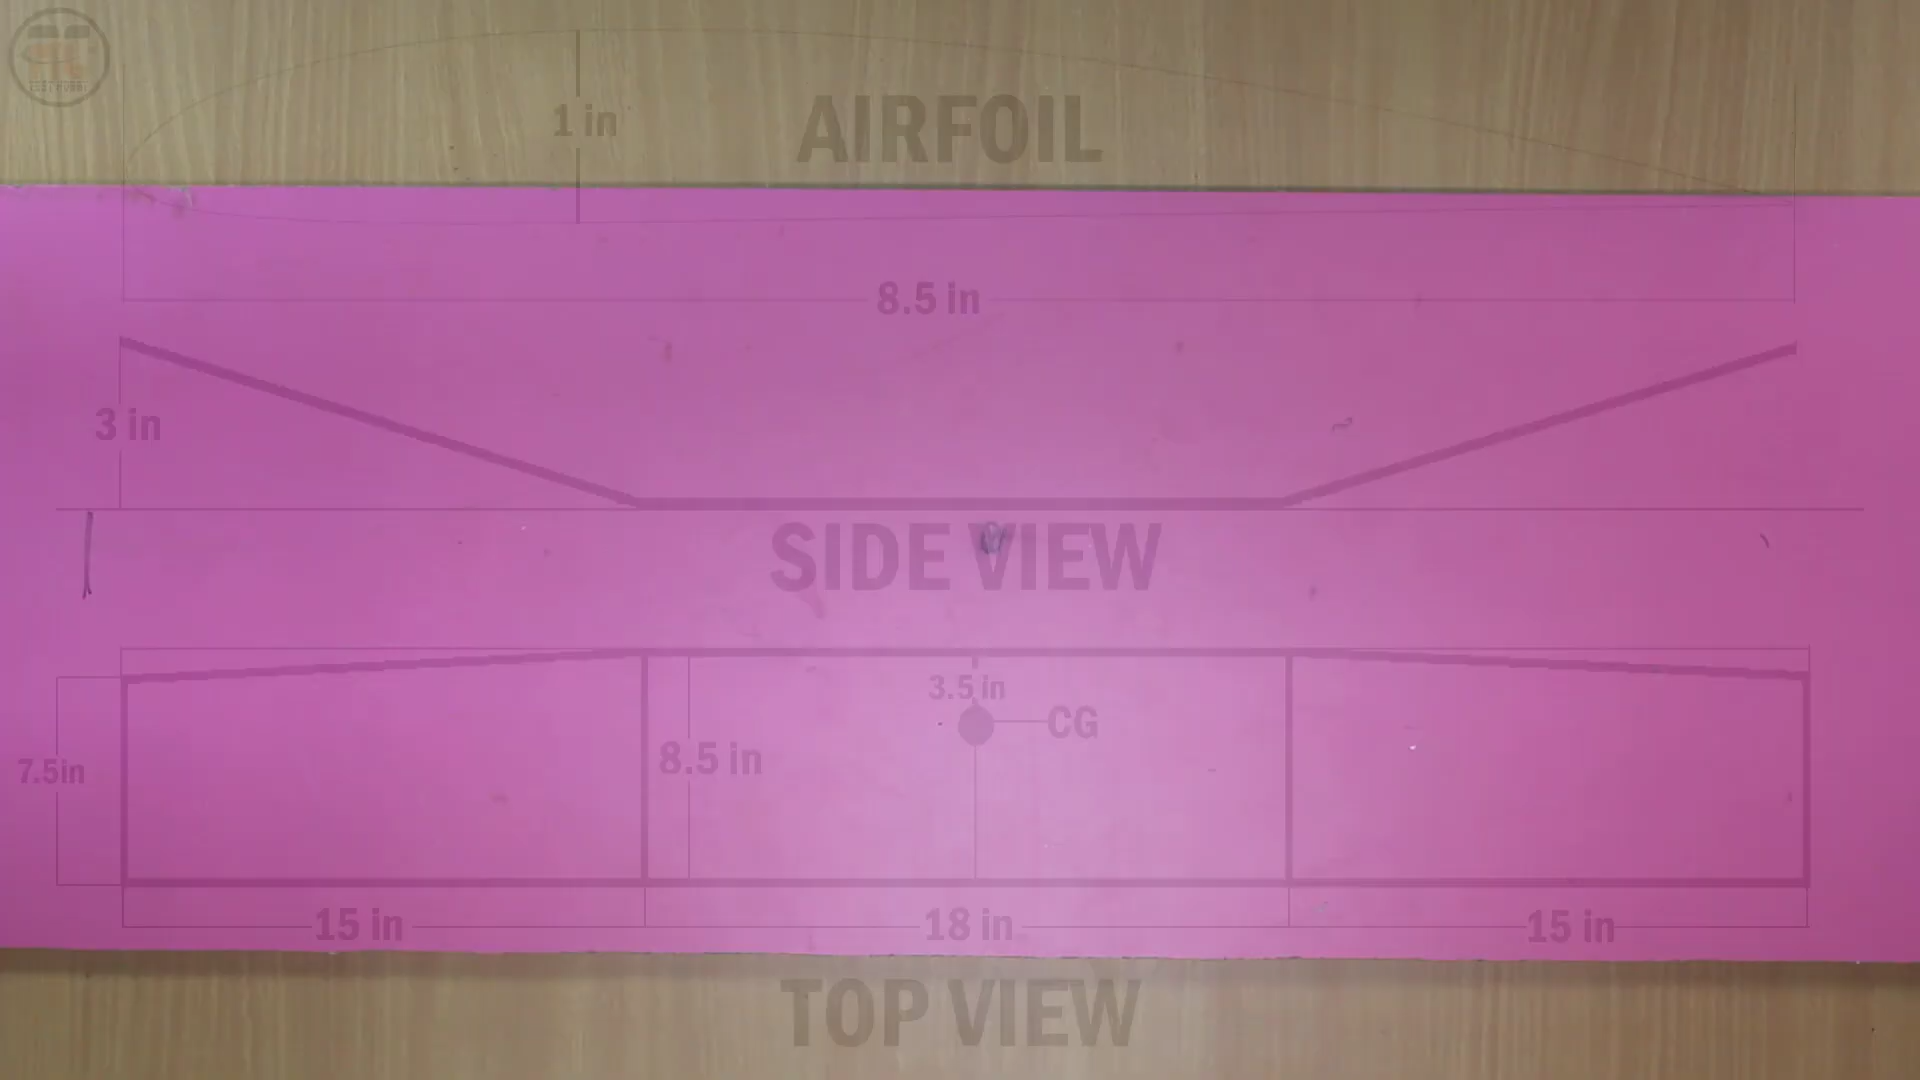 1 in
AIRFOIL
8.5 in
3 in
SIDE VIEW
3.5 in
CG
8.5 in
7.5in
15 in
18 in
15 in
TOP VIEW